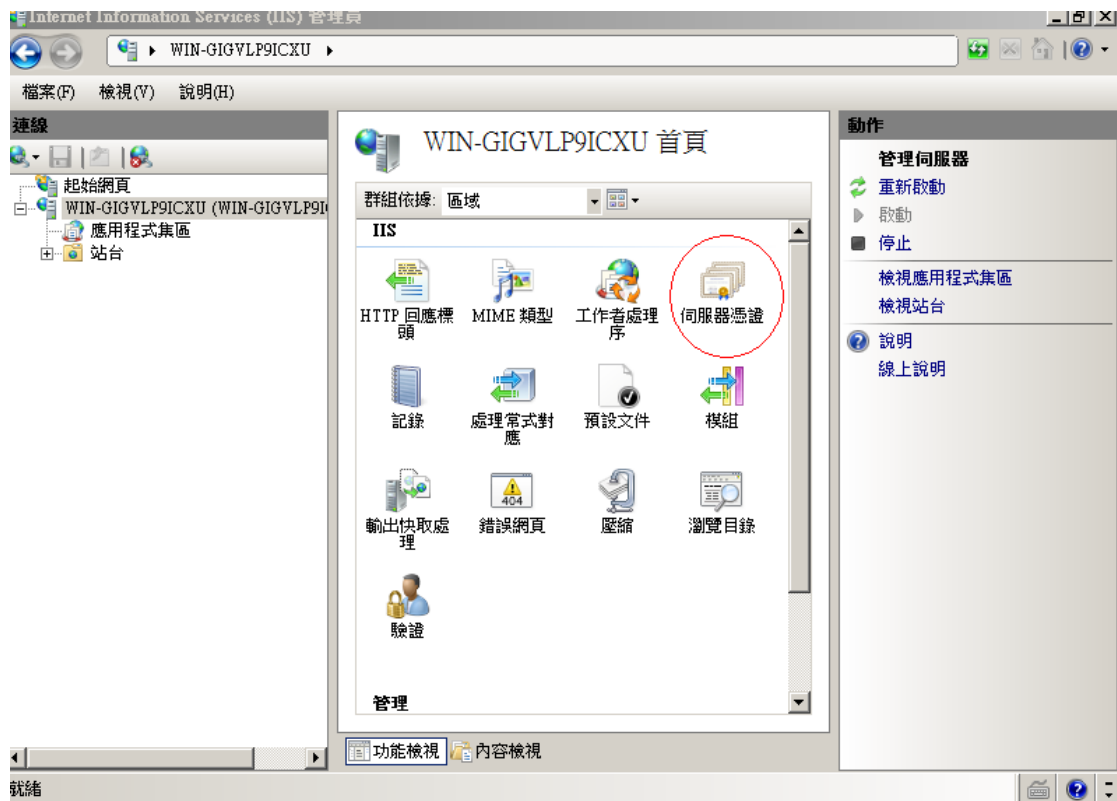 Internet Information Services (IIS) 管理員
WIN-GIGVLP9ICXU
檔案(F) 檢視(V) 說明(H)
連線
起始網頁
WIN-GIGVLP9ICXU (WIN-GIGVLP9I
應用程式集區
站台
WIN-GIGVLP9ICXU 首頁
群組依據: 區域
IIS
HTTP 回應標
頭
MIME 類型
工作者處理
序
伺服器憑證
記錄
處理常式對
應
預設文件
模組
輸出快取處
理
錯誤網頁
404
壓縮
瀏覽目錄
驗證
管理
功能檢視
內容檢視
動作
管理伺服器
重新啟動
啟動
停止
檢視應用程式集區
檢視站台
說明
線上說明
就緒